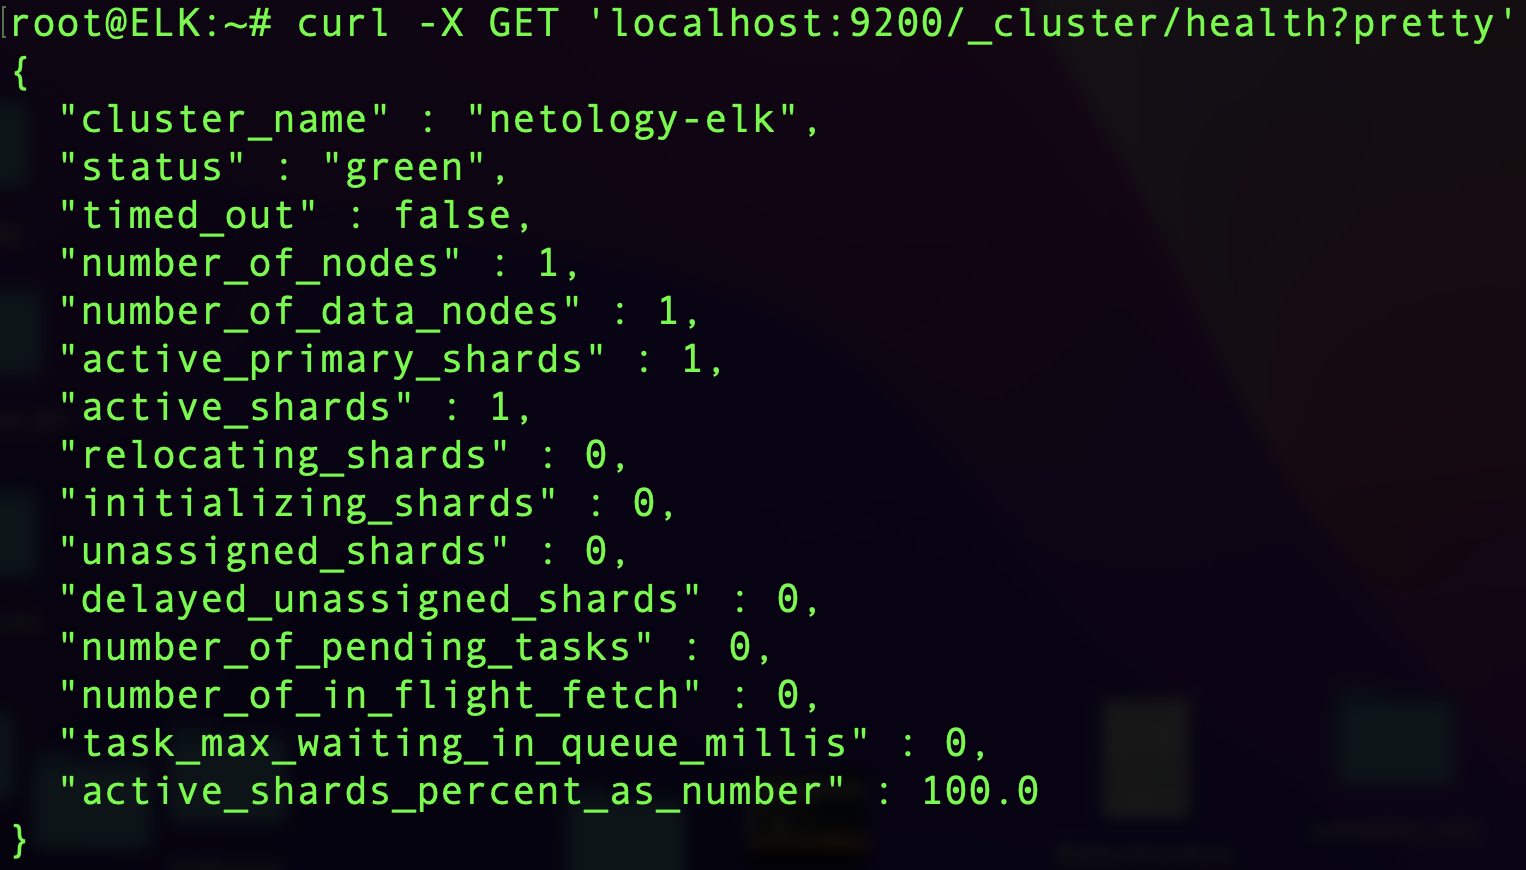 [root@ELK:~# curl -X GET 'localhost:9200/_cluster/health?pretty'
{
  "cluster_name" : "netology-elk",
  "status" : "green",
  "timed_out" : false,
  "number_of_nodes" : 1,
  "number_of_data_nodes" : 1,
  "active_primary_shards" : 1,
  "active_shards" : 1,
  "relocating_shards" : 0,
  "initializing_shards" : 0,
  "unassigned_shards" : 0,
  "delayed_unassigned_shards" : 0,
  "number_of_pending_tasks" : 0,
  "number_of_in_flight_fetch" : 0,
  "task_max_waiting_in_queue_millis" : 0,
  "active_shards_percent_as_number" : 100.0
}